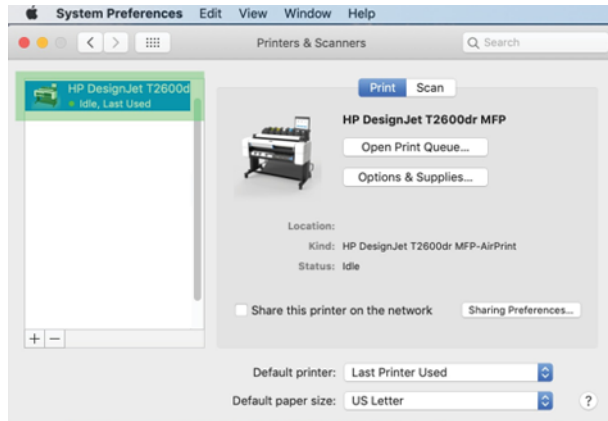 System Preferences Edit View Window Help
Printers & Scanners
Search
HP DesignJet T2600d
Idle, Last Used
Print Scan
HP DesignJet T2600dr MFP
Open Print Queue...
Options & Supplies...
Location:
Kind: HP DesignJet T2600dr MFP-AirPrint
Status: Idle
Share this printer on the network
Sharing Preferences...
+ −
Default printer: Last Printer Used
Default paper size: US Letter
?